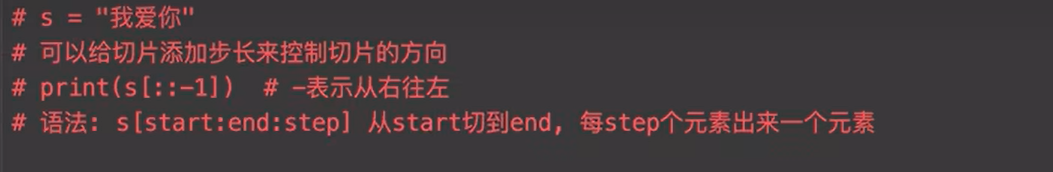 # s = "我爱你"
# 可以给切片添加步长来控制切片的方向
# print(s[::-1])  # -表示从右往左
# 语法: s[start:end:step] 从start切到end, 每step个元素出来一个元素